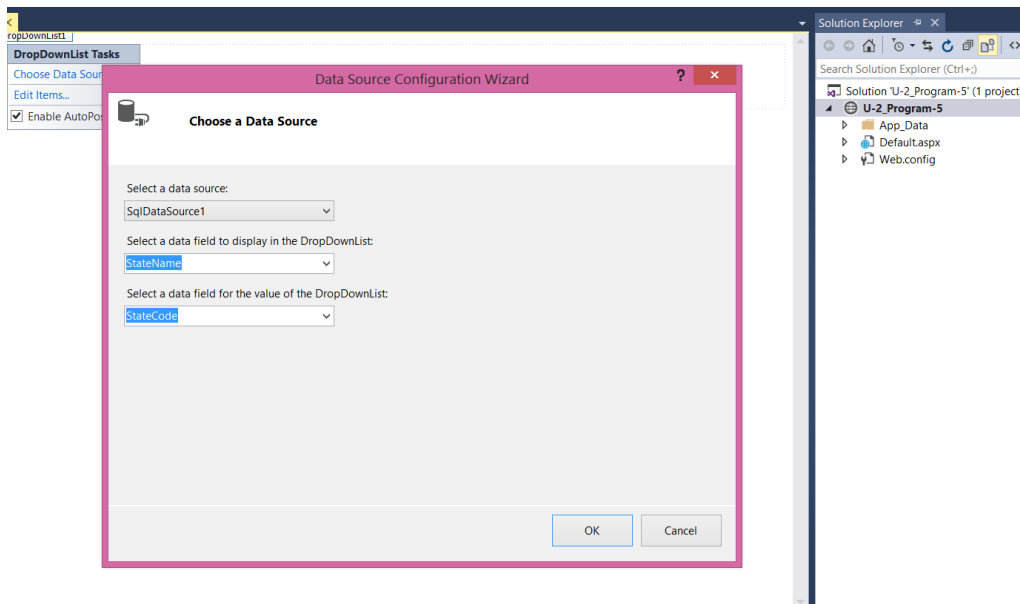 Solution Explorer
ropDownList1
DropDownList Tasks
Choose Data Sour
Edit Items...
Enable AutoPos
Data Source Configuration Wizard
?
Choose a Data Source
Select a data source:
SqlDataSource1
Select a data field to display in the DropDownList:
StateName
Select a data field for the value of the DropDownList:
StateCode
OK
Cancel
Search Solution Explorer (Ctrl+;)
Solution 'U-2_Program-5' (1 project
U-2_Program-5
App_Data
Default.aspx
Web.config